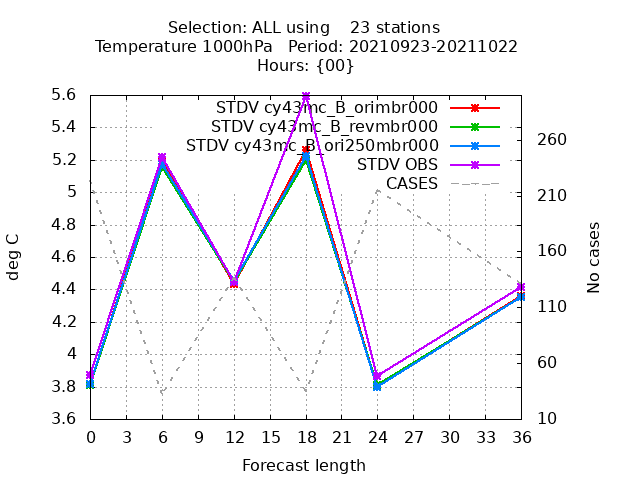 Selection: ALL using    23 stations
Temperature 1000hPa   Period: 20210923-20211022
Hours: {00}
STDV cy43mc_B_orimbr000
STDV cy43mc_B_revmbr000
STDV cy43mc_B_ori250mbr000
STDV OBS
CASES
5.6
5.4
5.2
5
4.8
4.6
4.4
4.2
4
3.8
3.6
deg C
260
210
160
110
60
10
No cases
0 3 6 9 12 15 18 21 24 27 30 33 36
Forecast length